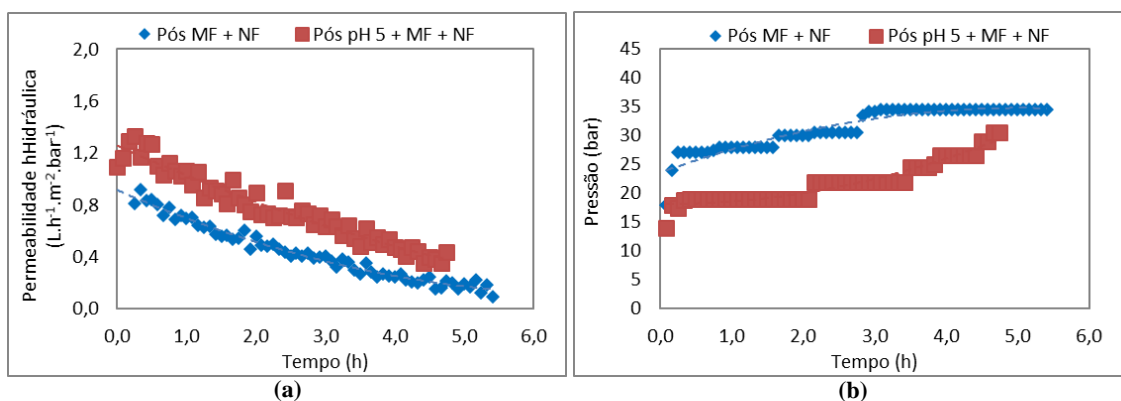 Pós MF + NF Pós pH 5 + MF + NF
2,0
1,6
1,2
0,8
0,4
0,0
Permeabilidade hHidráulica
(L.h-1.m-2.bar-1)
0,0 1,0 2,0 3,0 4,0 5,0 6,0
Tempo (h)
(a)
Pós MF + NF Pós pH 5 + MF + NF
45
40
35
30
25
20
15
10
5
0
Pressão (bar)
0,0 1,0 2,0 3,0 4,0 5,0 6,0
Tempo (h)
(b)